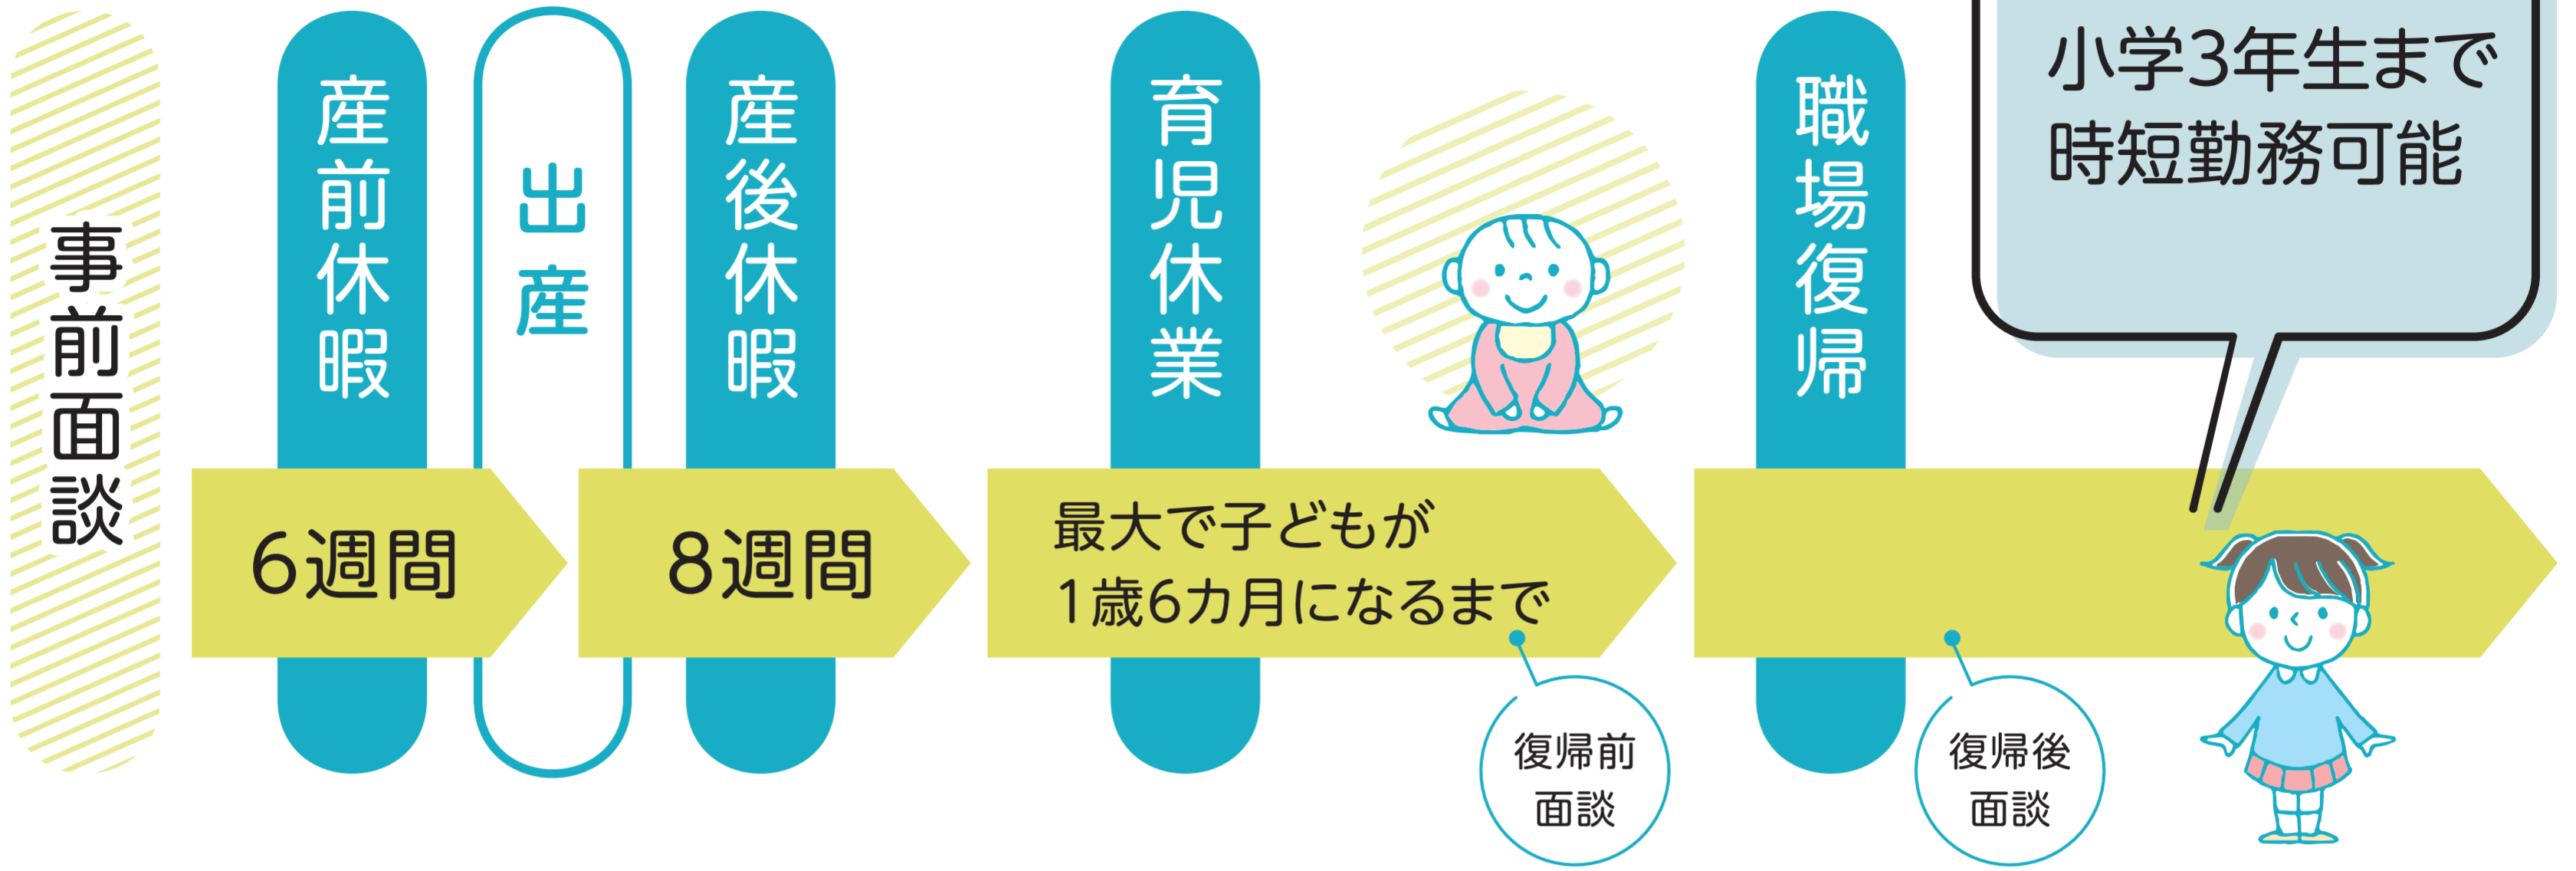 事前面談
産前休暇
6週間
出産
産後休暇
8週間
育児休業
最大で子どもが
1歳6カ月になるまで
復帰前
面談
職場復帰
復帰後
面談
小学3年生まで
時短勤務可能